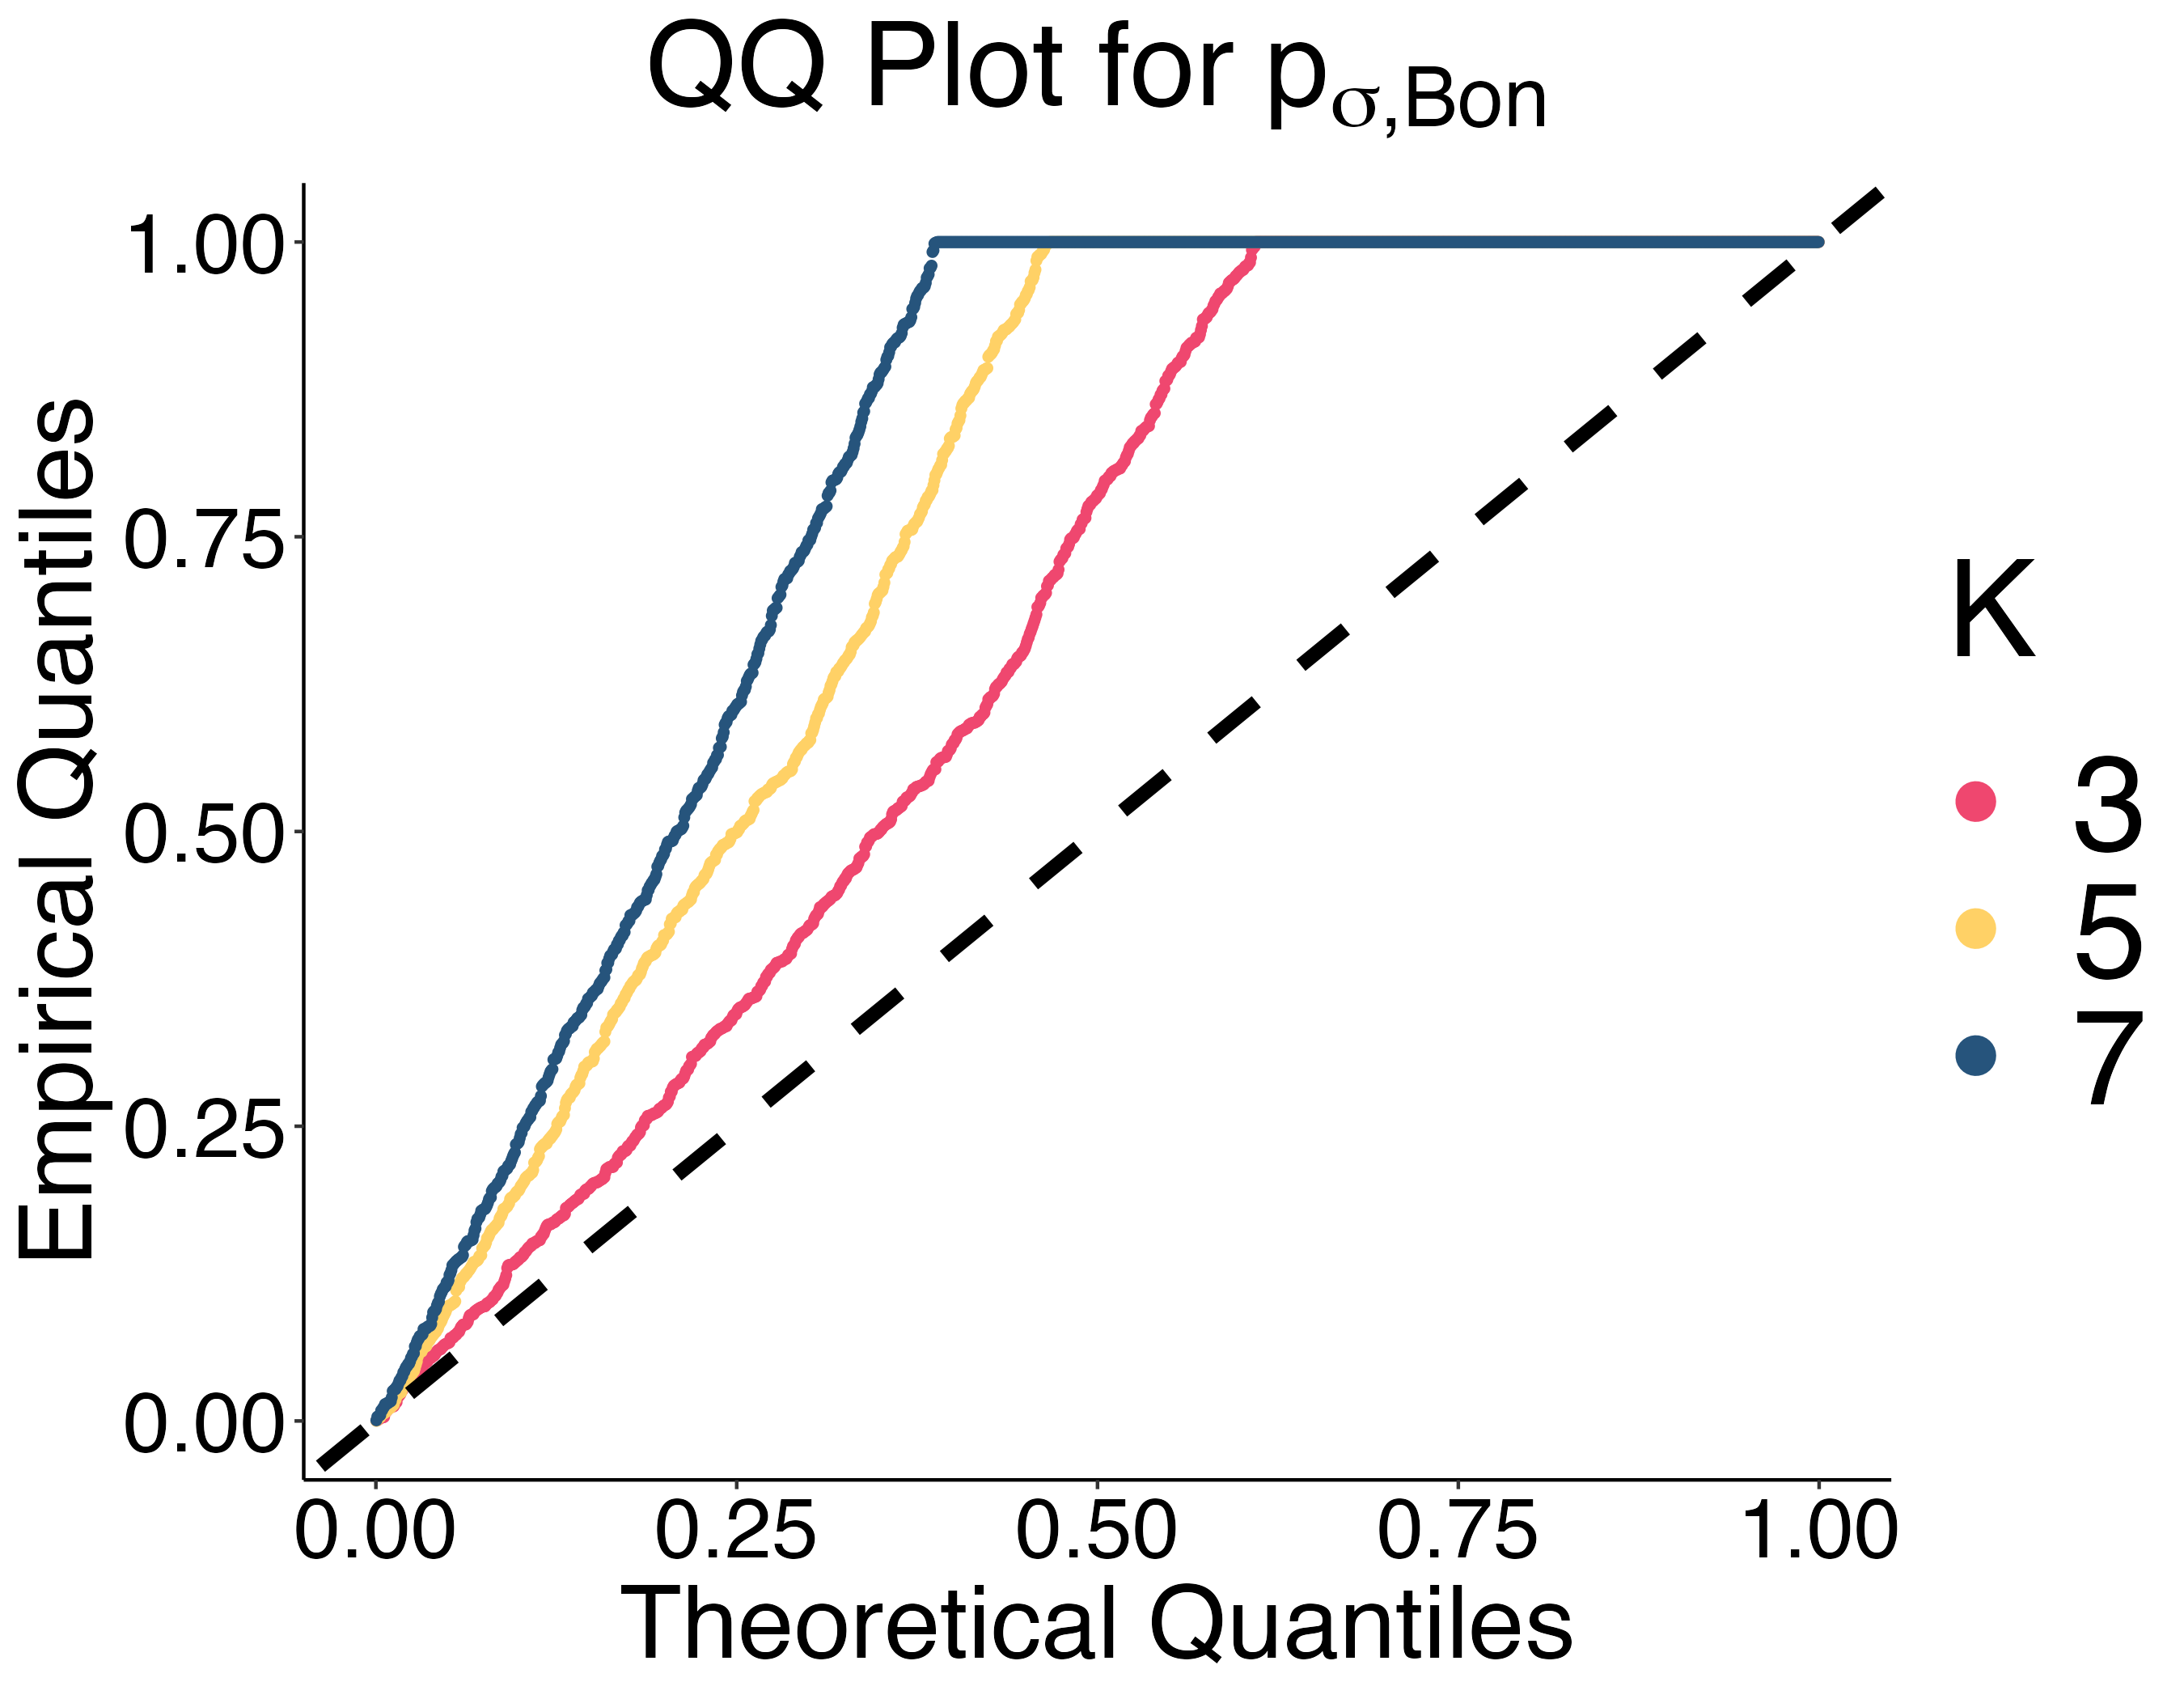 QQ Plot for pσ,Bon
Empirical Quantiles
1.00
0.75
0.50
0.25
0.00
0.00 0.25 0.50 0.75 1.00
Theoretical Quantiles
K
3
5
7